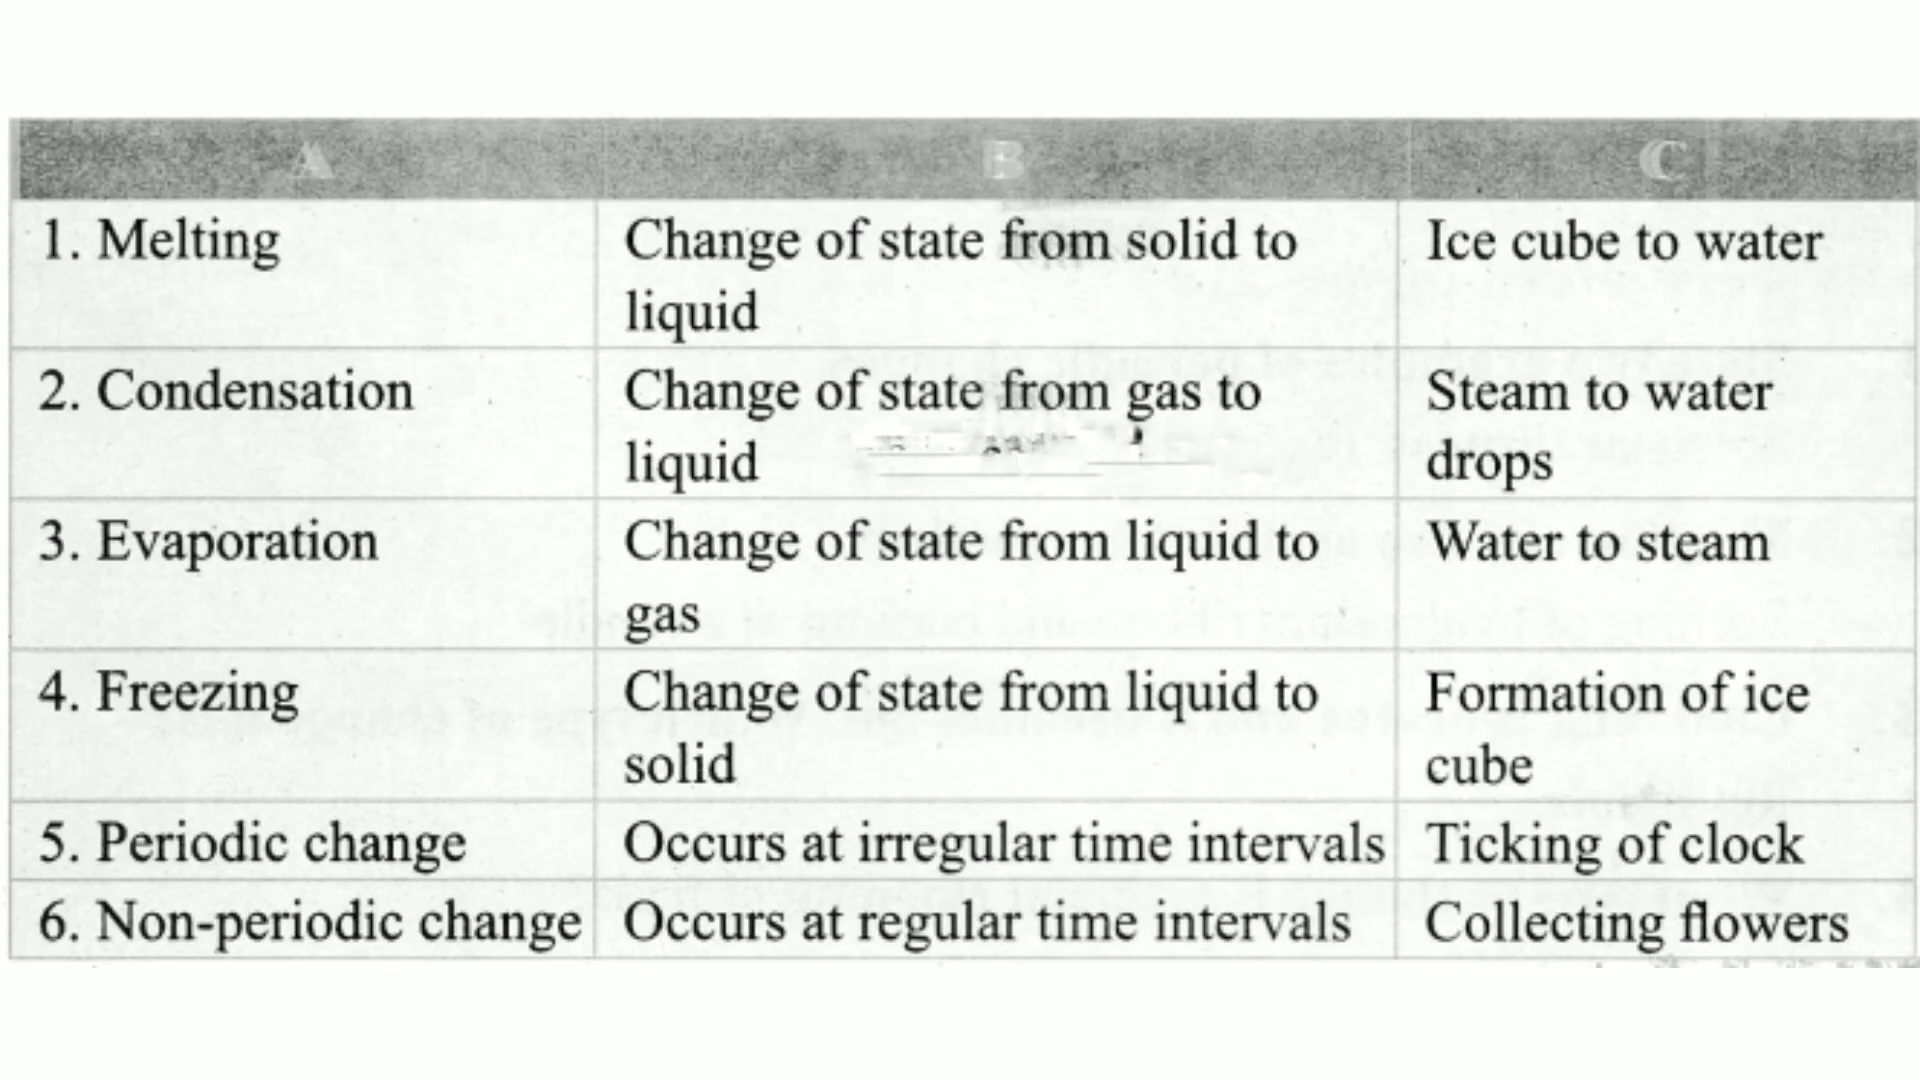 A B C
1. Melting Change of state from solid to Ice cube to water
liquid
2. Condensation Change of state from gas to Steam to water
liquid drops
3. Evaporation Change of state from liquid to Water to steam
gas
4. Freezing Change of state from liquid to Formation of ice
solid cube
5. Periodic change Occurs at irregular time intervals Ticking of clock
6. Non-periodic change Occurs at regular time intervals Collecting flowers